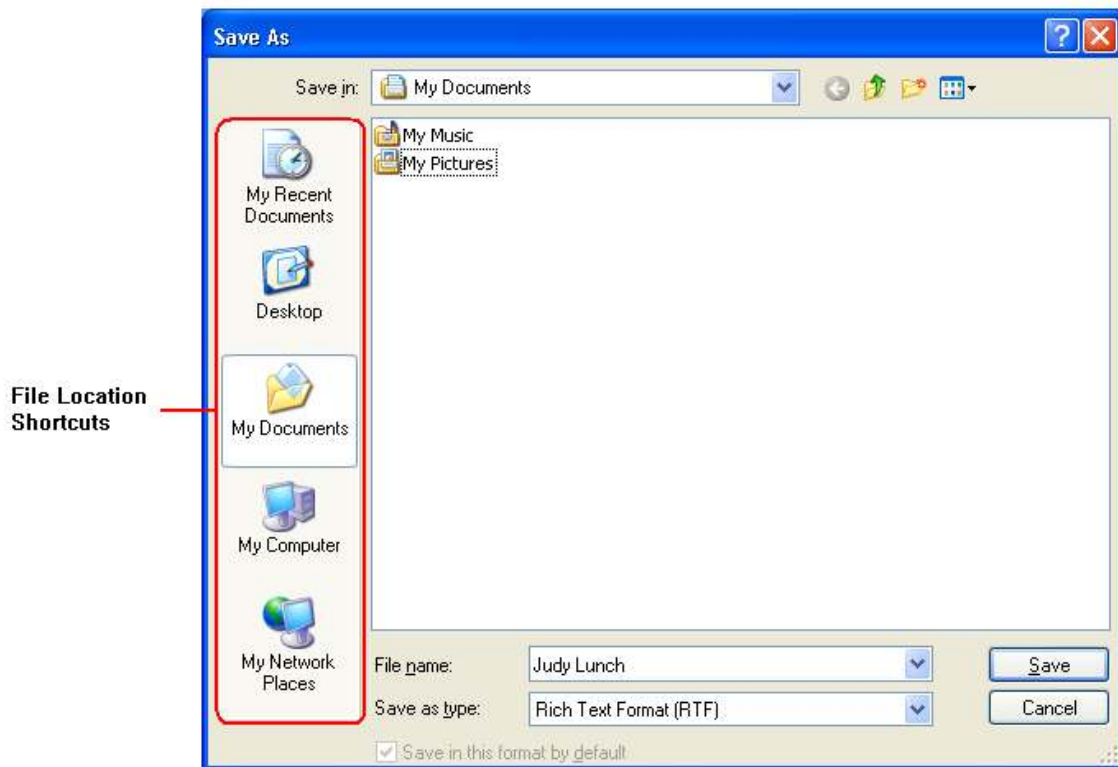 Save As
Save in:
My Documents
My Music
My Pictures
My Recent
Documents
Desktop
My Documents
My Computer
My Network
Places
File Location
Shortcuts
File name:
Judy Lunch
Save
Save as type:
Rich Text Format (RTF)
Cancel
Save in this format by default